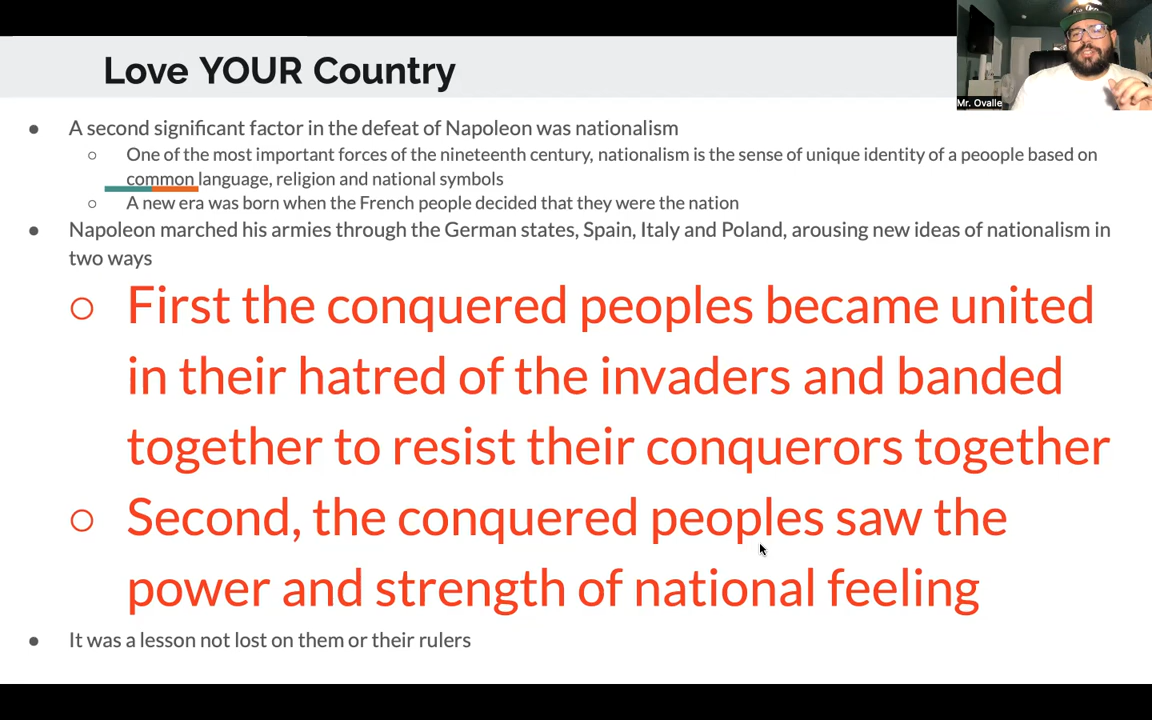 Love YOUR Country
Mr. Ovalle
● A second significant factor in the defeat of Napoleon was nationalism
○ One of the most important forces of the nineteenth century, nationalism is the sense of unique identity of a peoople based on
common language, religion and national symbols
○ A new era was born when the French people decided that they were the nation
● Napoleon marched his armies through the German states, Spain, Italy and Poland, arousing new ideas of nationalism in
two ways
○ First the conquered peoples became united
in their hatred of the invaders and banded
together to resist their conquerors together
○ Second, the conquered peoples saw the
power and strength of national feeling
● It was a lesson not lost on them or their rulers